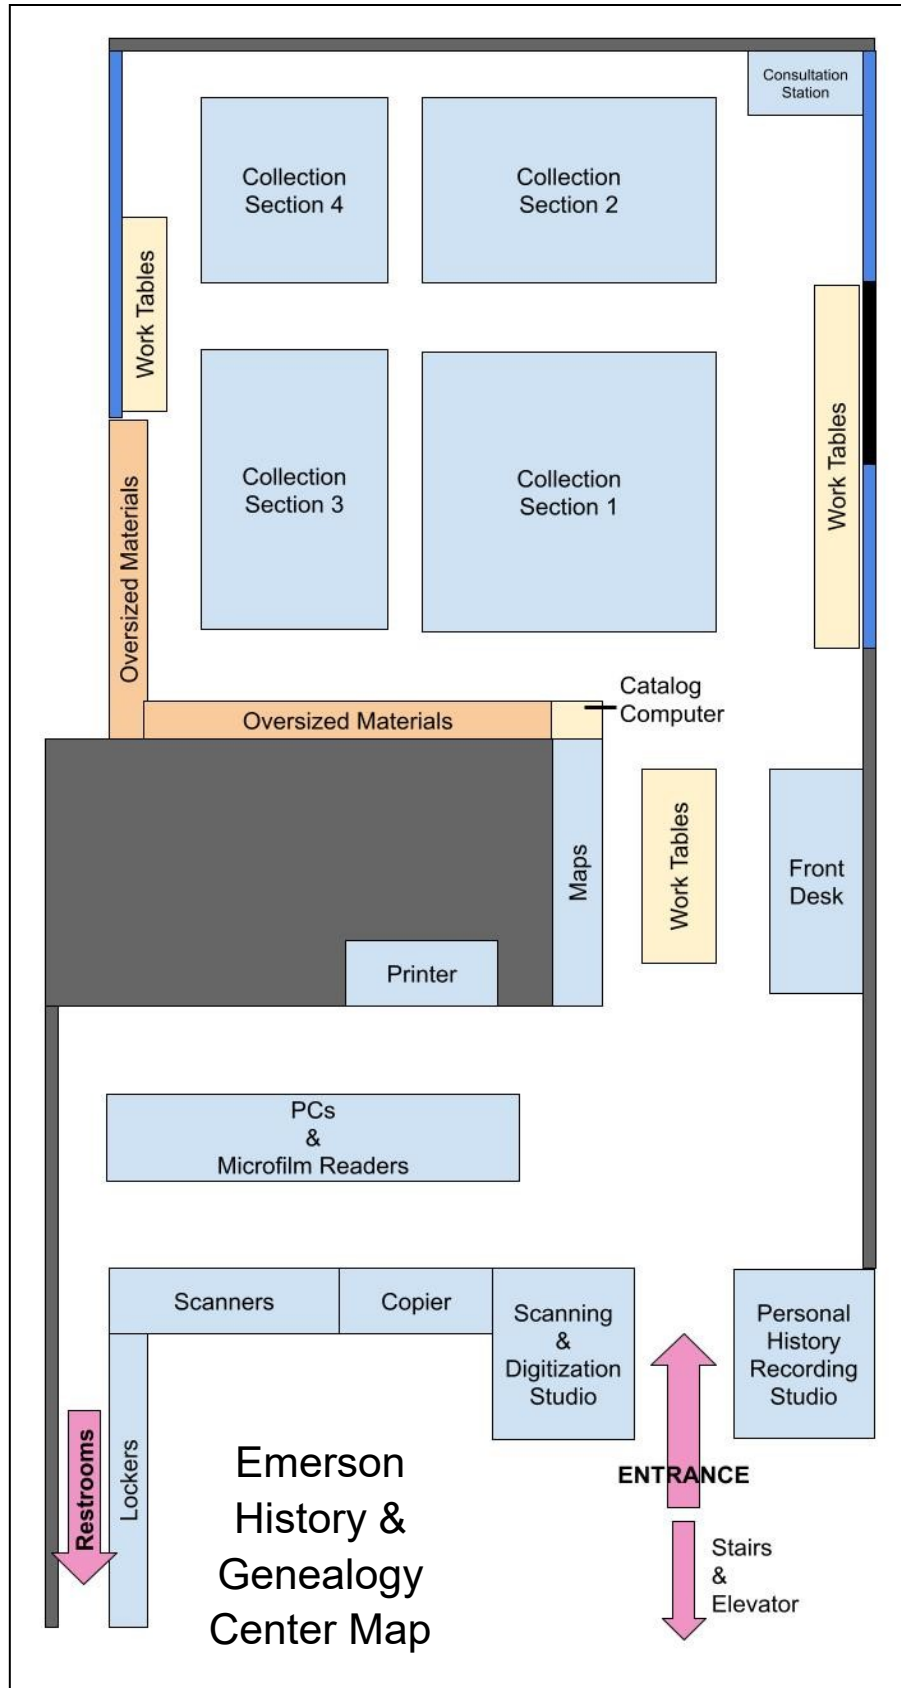 Consultation
Station
Collection
Section 4
Collection
Section 2
Work Tables
Work Tables
Collection
Section 3
Collection
Section 1
Oversized Materials
Oversized Materials
Catalog
Computer
Maps
Work Tables
Front
Desk
Printer
PCs
&
Microfilm Readers
Scanners
Copier
Scanning
&
Digitization
Studio
Personal
History
Recording
Studio
Restrooms
Lockers
Emerson
History &
Genealogy
Center Map
ENTRANCE
Stairs
&
Elevator